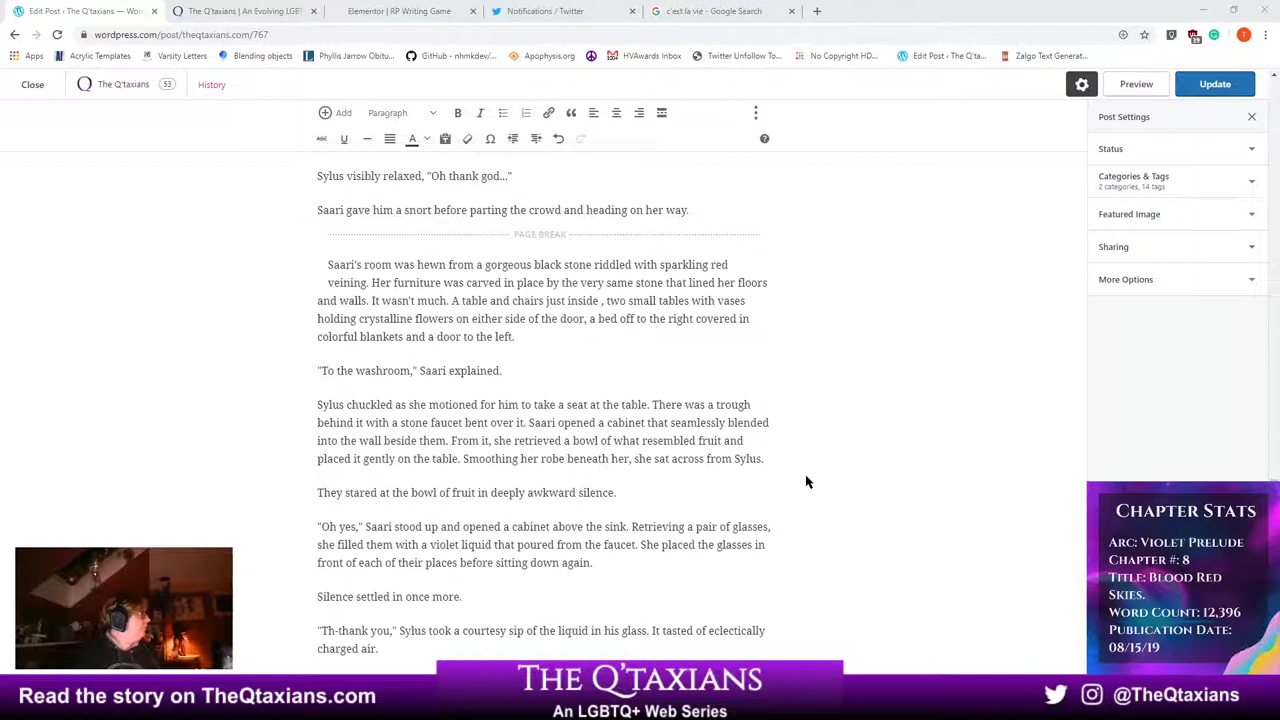 Edit Post ‹ The Q'taxians — Wo
The Q'taxians | An Evolving LGBT
Elementor | RP Writing Game
Notifications / Twitter
c'est la vie - Google Search
wordpress.com/post/theqtaxians.com/767
Apps
Acrylic Templates
Varsity Letters
Blending objects
Phyllis Jarrow Obitu...
GitHub - nhmkdev/...
Apophysis.org
HVAwards Inbox
Twitter Unfollow To...
No Copyright HD...
Edit Post ‹ The Q'ta...
Zalgo Text Generat...
Close
The Q'taxians
53
History
Preview
Update
Add
Paragraph
Post Settings
Status
Categories & Tags
2 categories, 14 tags
Featured Image
Sharing
More Options
Sylus visibly relaxed, "Oh thank god..."
Saari gave him a snort before parting the crowd and heading on her way.
PAGE BREAK
Saari's room was hewn from a gorgeous black stone riddled with sparkling red
veining. Her furniture was carved in place by the very same stone that lined her floors
and walls. It wasn't much. A table and chairs just inside , two small tables with vases
holding crystalline flowers on either side of the door, a bed off to the right covered in
colorful blankets and a door to the left.
"To the washroom," Saari explained.
Sylus chuckled as she motioned for him to take a seat at the table. There was a trough
behind it with a stone faucet bent over it. Saari opened a cabinet that seamlessly blended
into the wall beside them. From it, she retrieved a bowl of what resembled fruit and
placed it gently on the table. Smoothing her robe beneath her, she sat across from Sylus.
They stared at the bowl of fruit in deeply awkward silence.
"Oh yes," Saari stood up and opened a cabinet above the sink. Retrieving a pair of glasses,
she filled them with a violet liquid that poured from the faucet. She placed the glasses in
front of each of their places before sitting down again.
Silence settled in once more.
"Th-thank you," Sylus took a courtesy sip of the liquid in his glass. It tasted of eclectically
charged air.
Chapter Stats
Arc: Violet Prelude
Chapter #: 8
Title: Blood Red
Skies.
Word Count: 12,396
Publication Date:
08/15/19
Read the story on TheQtaxians.com
The Q'taxians
An LGBTQ+ Web Series
@TheQtaxians